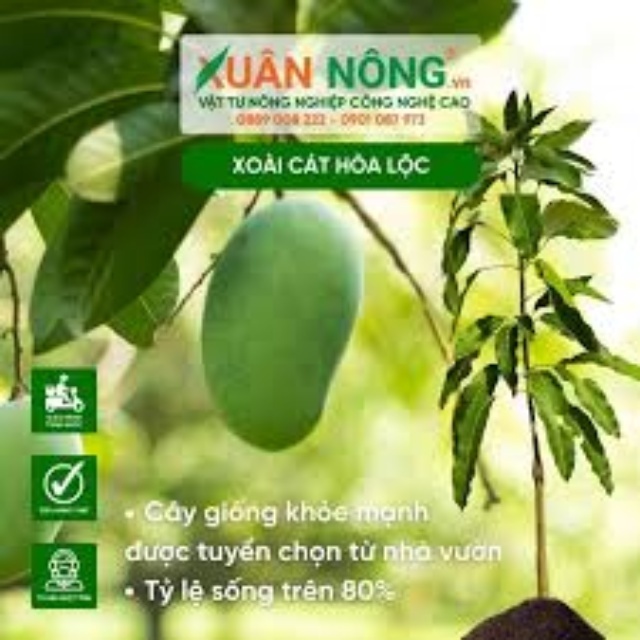 XUÂN NÔNG.vn
VẬT TƯ NÔNG NGHIỆP CÔNG NGHỆ CAO
0889 008 222 - 0901 087 973
XOÀI CÁT HÒA LỘC
• Cây giống khỏe mạnh
được tuyển chọn từ nhà vườn
• Tỷ lệ sống trên 80%